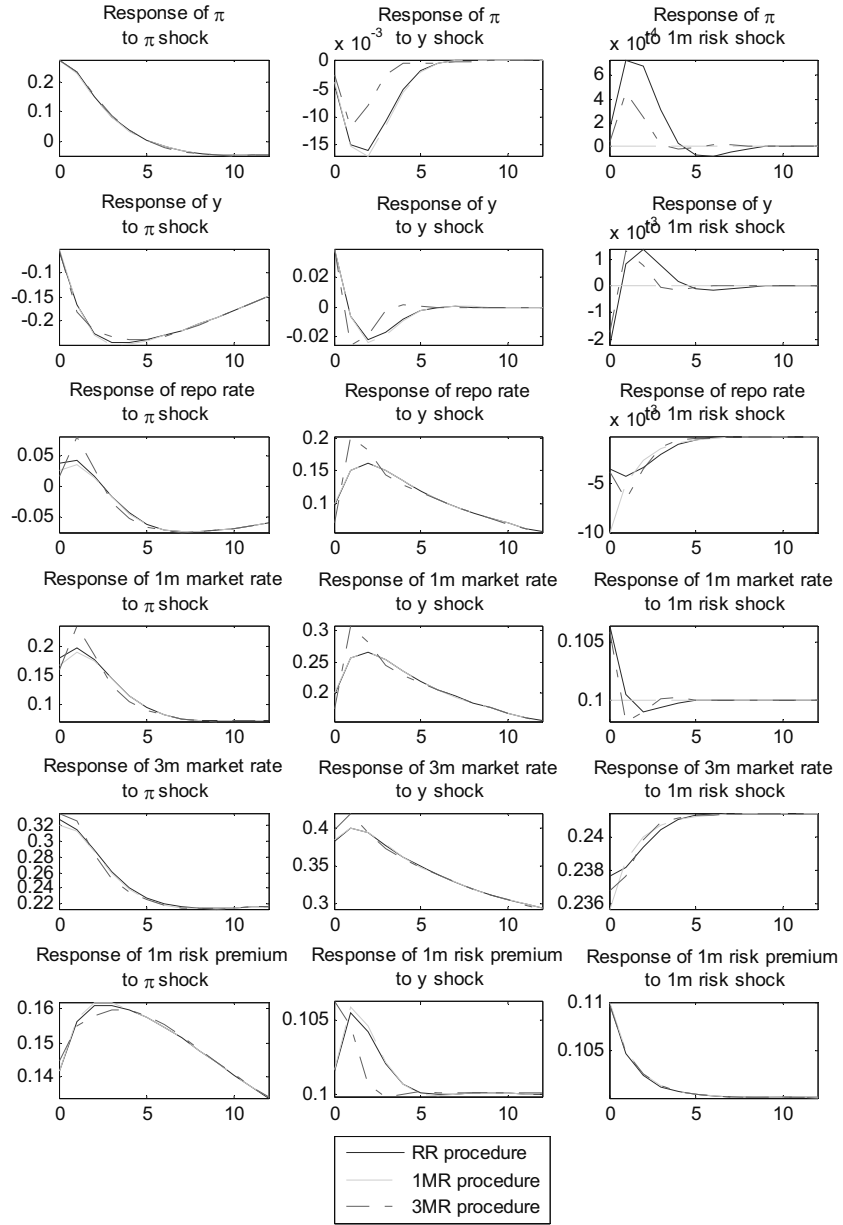 Response of π
to π shock
0.2
0.1
0
0 5 10
Response of π
to y shock
x 10⁻³
0
-5
-10
-15
0 5 10
Response of π
to 1m risk shock
x 10⁻⁴
6
4
2
0
0 5 10
Response of y
to π shock
-0.1
-0.15
-0.2
0 5 10
Response of y
to y shock
0.02
0
-0.02
0 5 10
Response of y
to 1m risk shock
x 10⁻³
1
0
-1
-2
0 5 10
Response of repo rate
to π shock
0.05
0
-0.05
0 5 10
Response of repo rate
to y shock
0.2
0.15
0.1
0 5 10
Response of repo rate
to 1m risk shock
x 10⁻³
-5
-10
0 5 10
Response of 1m market rate
to π shock
0.2
0.15
0.1
0 5 10
Response of 1m market rate
to y shock
0.3
0.25
0.2
0 5 10
Response of 1m market rate
to 1m risk shock
0.105
0.1
0 5 10
Response of 3m market rate
to π shock
0.32
0.3
0.28
0.26
0.24
0.22
0 5 10
Response of 3m market rate
to y shock
0.4
0.35
0.3
0 5 10
Response of 3m market rate
to 1m risk shock
0.24
0.238
0.236
0 5 10
Response of 1m risk premium
to π shock
0.16
0.15
0.14
0 5 10
Response of 1m risk premium
to y shock
0.105
0.1
0 5 10
Response of 1m risk premium
to 1m risk shock
0.11
0.105
0 5 10
RR procedure
1MR procedure
3MR procedure